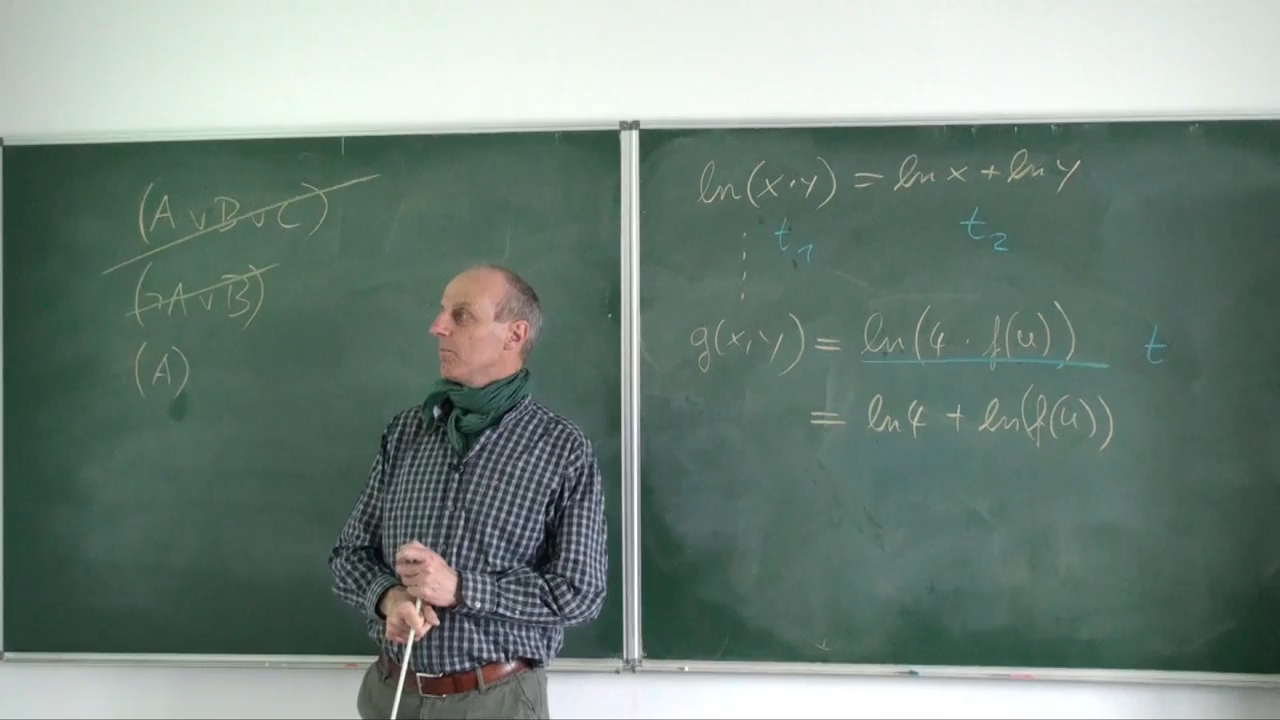 (A ∨ B ∨ C)
(¬A ∨ B)
(A)
ln(x·y) = ln x + ln y
t₁ t₂
g(x,y) = ln(4 · f(u)) t
= ln 4 + ln(f(u))